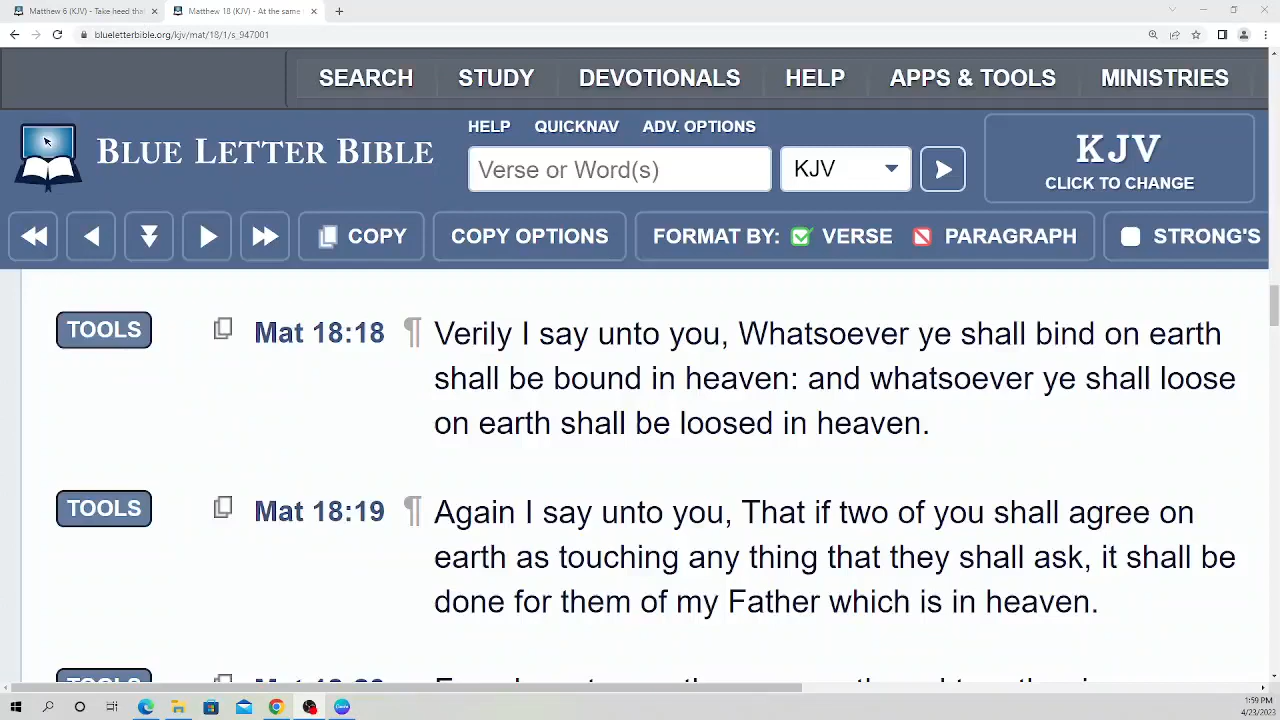 Matthew 6 (KJV) - Take heed tha
Matthew 18 (KJV) - At the same
blueletterbible.org/kjv/mat/18/1/s_947001
SEARCH STUDY DEVOTIONALS HELP APPS & TOOLS MINISTRIES
HELP QUICKNAV ADV. OPTIONS
BLUE LETTER BIBLE
Verse or Word(s)
KJV
KJV
CLICK TO CHANGE
COPY COPY OPTIONS FORMAT BY: VERSE PARAGRAPH STRONG'S
TOOLS Mat 18:18 ¶ Verily I say unto you, Whatsoever ye shall bind on earth
shall be bound in heaven: and whatsoever ye shall loose
on earth shall be loosed in heaven.
TOOLS Mat 18:19 ¶ Again I say unto you, That if two of you shall agree on
earth as touching any thing that they shall ask, it shall be
done for them of my Father which is in heaven.
TOOLS
1:59 PM
4/23/2023